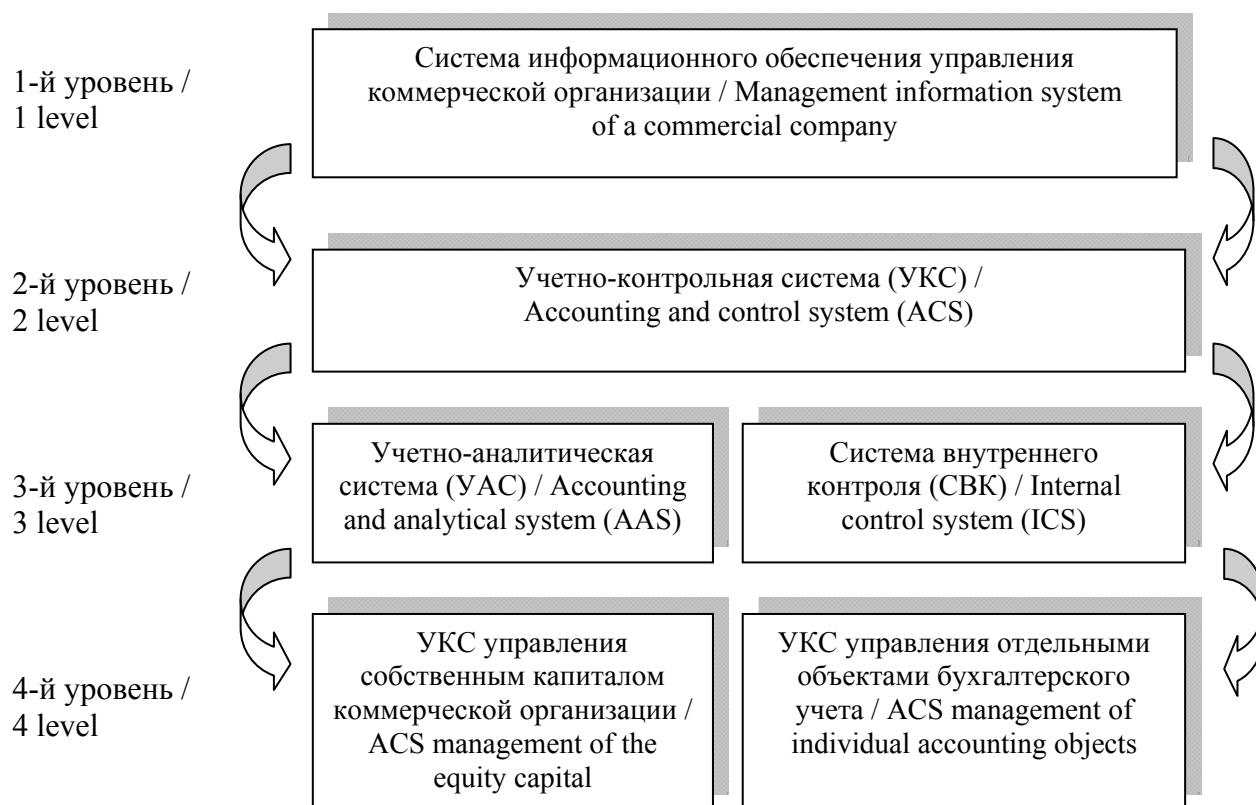 1-й уровень /
1 level
Система информационного обеспечения управления
коммерческой организации / Management information system
of a commercial company
2-й уровень /
2 level
Учетно-контрольная система (УКС) /
Accounting and control system (ACS)
3-й уровень /
3 level
Учетно-аналитическая
система (УАС) / Accounting
and analytical system (AAS)
Система внутреннего
контроля (СВК) / Internal
control system (ICS)
4-й уровень /
4 level
УКС управления
собственным капиталом
коммерческой организации /
ACS management of the
equity capital
УКС управления отдельными
объектами бухгалтерского
учета / ACS management of
individual accounting objects